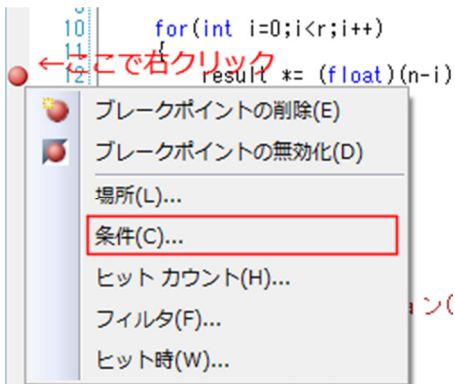 10 for(int i=0;i<r;i++)
{
←ここで右クリック
12 result *= (float)(n-i)
ブレークポイントの削除(E)
ブレークポイントの無効化(D)
場所(L)...
条件(C)...
ヒット カウント(H)...
フィルタ(F)...
ョン(
ヒット時(W)...